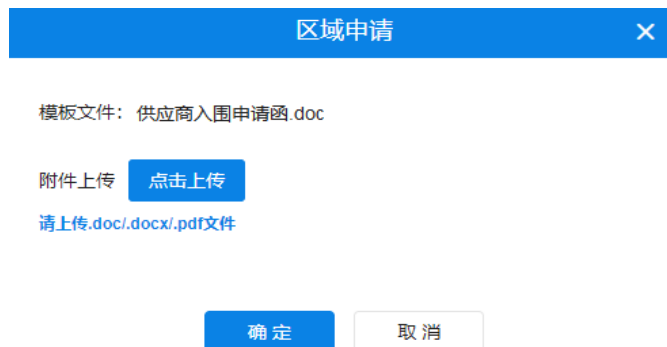 区域申请
模板文件：供应商入围申请函.doc
附件上传 点击上传
请上传.doc/.docx/.pdf文件
确定 取消